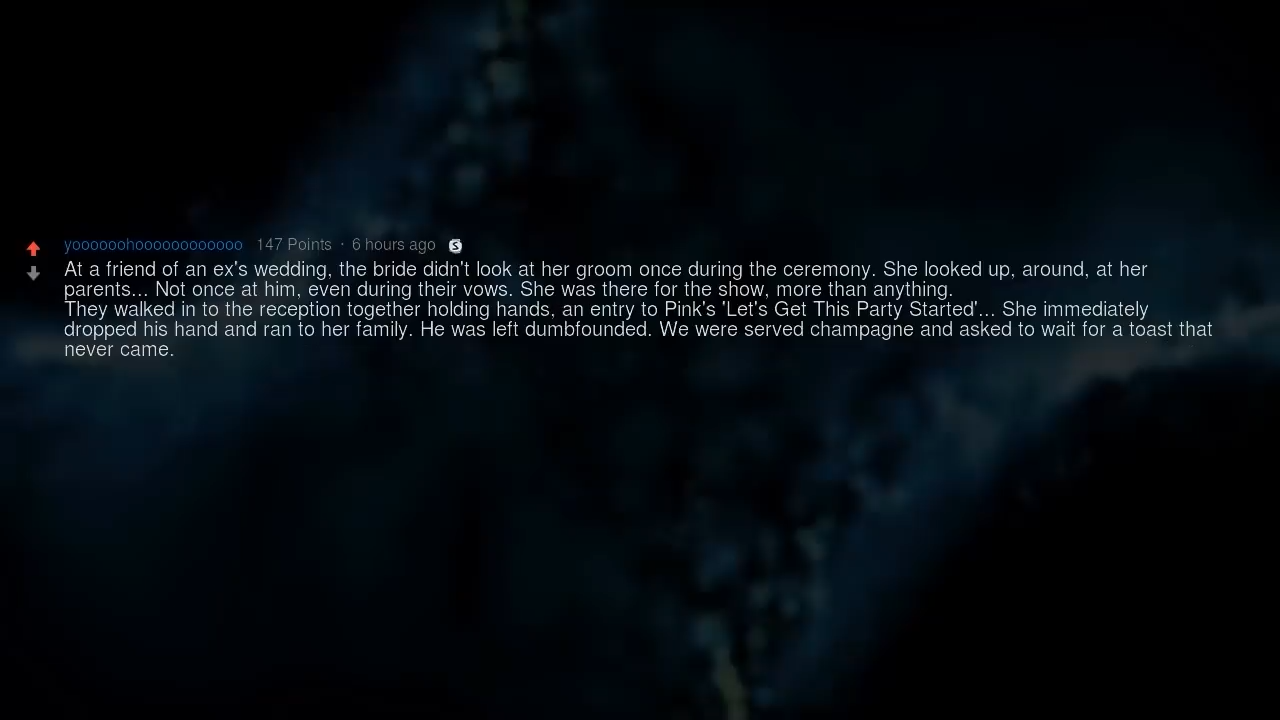 yoooooohoooooooooooo 147 Points · 6 hours ago S
At a friend of an ex's wedding, the bride didn't look at her groom once during the ceremony. She looked up, around, at her
parents... Not once at him, even during their vows. She was there for the show, more than anything.
They walked in to the reception together holding hands, an entry to Pink's 'Let's Get This Party Started'... She immediately
dropped his hand and ran to her family. He was left dumbfounded. We were served champagne and asked to wait for a toast that
never came.